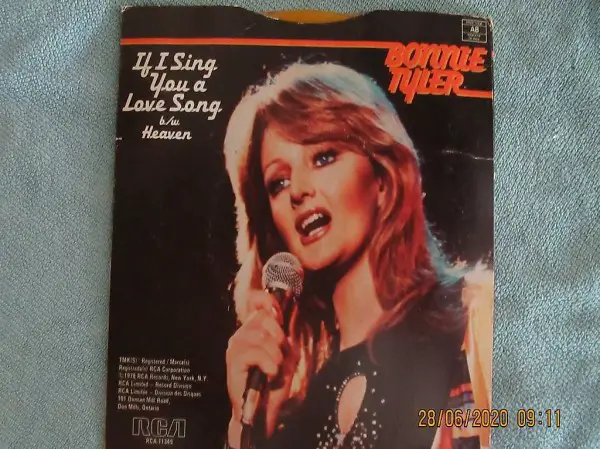 If I Sing
You a
Love Song
b/w
Heaven
BONNIE
TYLER
AB
TMK(S)® Registered / Marca(s)
Registrada(s) RCA Corporation
©1978 RCA Records, New York, N.Y.
RCA Limited – Record Division
RCA Limitée – Division des Disques
101 Duncan Mill Road,
Don Mills, Ontario
RCA
RCA-11349
28/06/2020 09:11